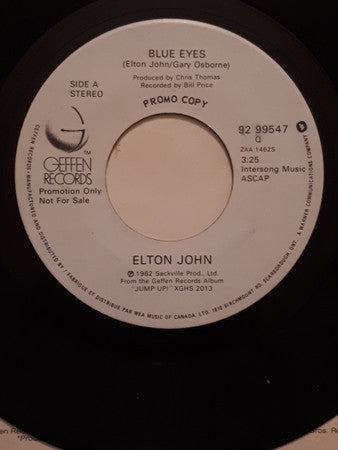 BLUE EYES
(Elton John/Gary Osborne)
Produced by Chris Thomas
Recorded by Bill Price
SIDE A
STEREO
PROMO COPY
92 99547
Q
ZAA 14625
3:25
Intersong Music
ASCAP
G
GEFFEN
RECORDS
TM
Promotion Only
Not For Sale
ELTON JOHN
℗ 1982 Sackville Prod., Ltd.
From the Geffen Records Album
"JUMP UP!" XGHS 2013
GEFFEN RECORDS • MANUFACTURED AND DISTRIBUTED BY / FABRIQUÉ ET DISTRIBUÉ PAR WEA MUSIC OF CANADA, LTD. 1810 BIRCHMOUNT RD, SCARBOROUGH, ONT. A WARNER COMMUNICATIONS COMPANY